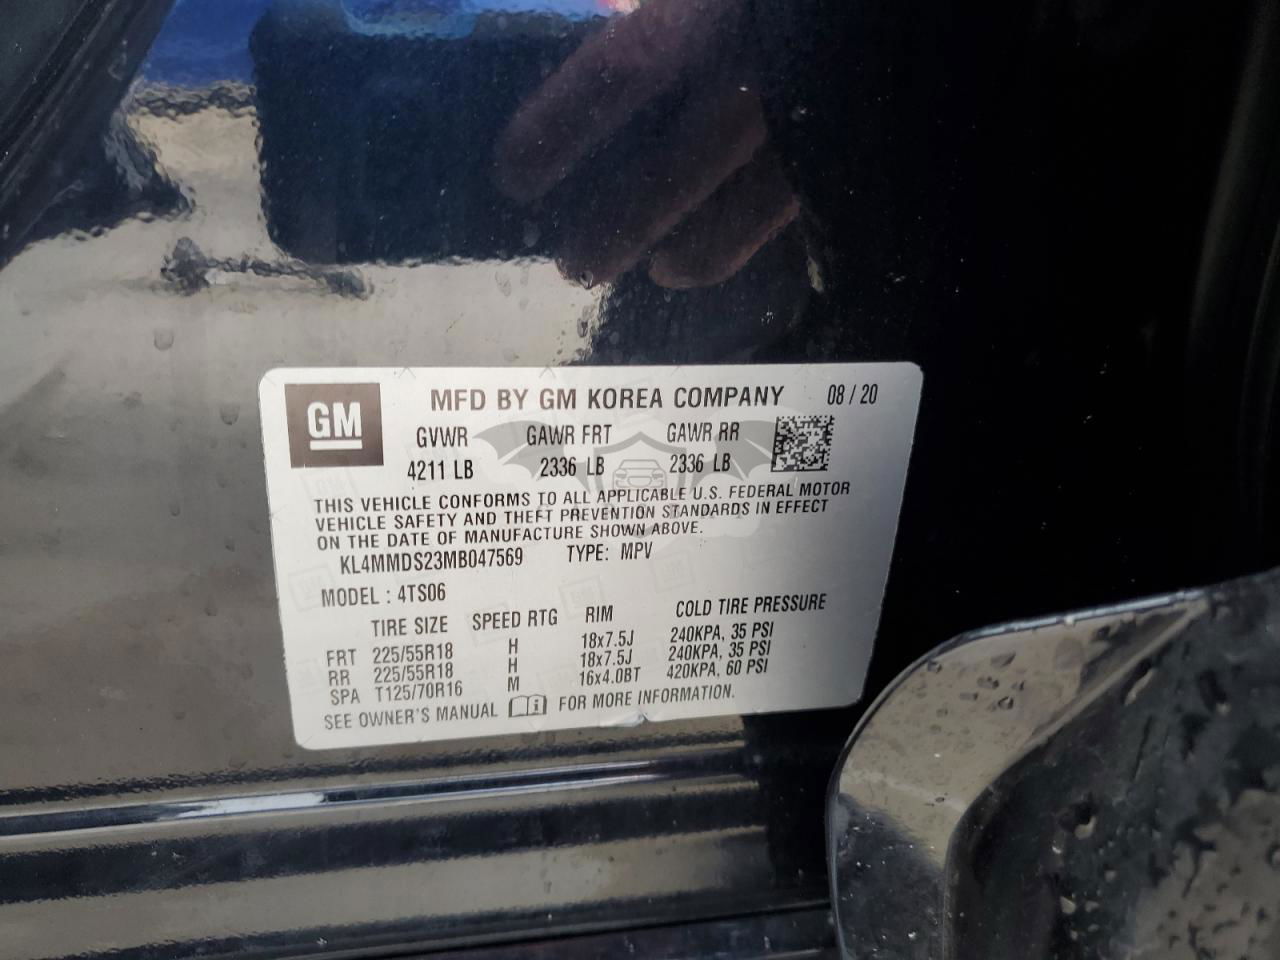 GM
MFD BY GM KOREA COMPANY 08 / 20
GVWR GAWR FRT GAWR RR
4211 LB 2336 LB 2336 LB
THIS VEHICLE CONFORMS TO ALL APPLICABLE U.S. FEDERAL MOTOR
VEHICLE SAFETY AND THEFT PREVENTION STANDARDS IN EFFECT
ON THE DATE OF MANUFACTURE SHOWN ABOVE.
KL4MMDS23MB047569 TYPE: MPV
MODEL : 4TS06
TIRE SIZE SPEED RTG RIM COLD TIRE PRESSURE
FRT 225/55R18 H 18x7.5J 240KPA, 35 PSI
RR 225/55R18 H 18x7.5J 240KPA, 35 PSI
SPA T125/70R16 M 16x4.0BT 420KPA, 60 PSI
SEE OWNER'S MANUAL i FOR MORE INFORMATION.